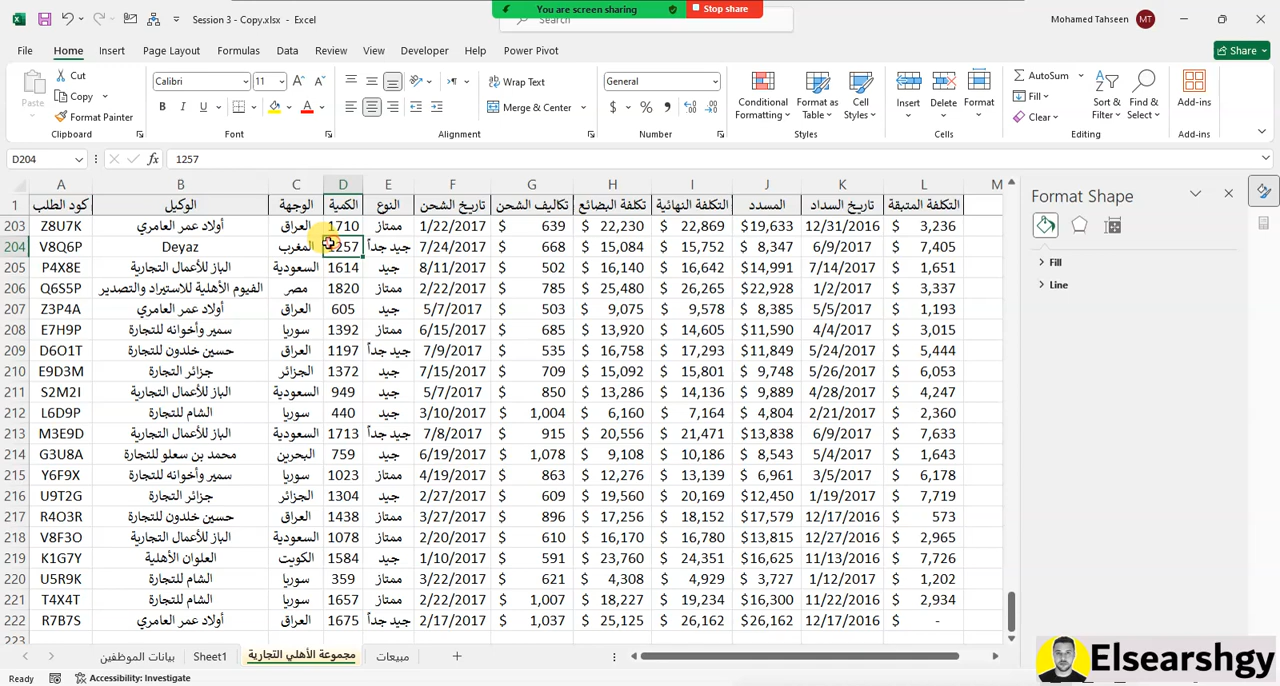 You are screen sharing Stop share
Session 3 - Copy.xlsx - Excel
Search
Mohamed Tahseen MT
File Home Insert Page Layout Formulas Data Review View Developer Help Power Pivot Share
Paste Cut Copy Format Painter Clipboard
Calibri 11 B I U A Font
Wrap Text Merge & Center Alignment
General $ % Number
Conditional Formatting Format as Table Cell Styles Styles
Insert Delete Format Cells
AutoSum Fill Clear Sort & Filter Find & Select Editing
Add-ins Add-ins
D204 fx 1257
A B C D E F G H I J K L M
1 كود الطلب الوكيل الوجهة الكمية النوع تاريخ الشحن تكاليف الشحن تكلفة البضائع التكلفة النهائية المسدد تاريخ السداد التكلفة المتبقة
203 Z8U7K أولاد عمر العامري العراق 1710 ممتاز 1/22/2017 $ 639 $ 22,230 $ 22,869 $19,633 12/31/2016 $ 3,236
204 V8Q6P Deyaz المغرب 1257 جيد جداً 7/24/2017 $ 668 $ 15,084 $ 15,752 $ 8,347 6/9/2017 $ 7,405
205 P4X8E الباز للأعمال التجارية السعودية 1614 جيد 8/11/2017 $ 502 $ 16,140 $ 16,642 $14,991 7/14/2017 $ 1,651
206 Q6S5P الفيوم الأهلية للاستيراد والتصدير مصر 1820 ممتاز 2/22/2017 $ 785 $ 25,480 $ 26,265 $22,928 1/2/2017 $ 3,337
207 Z3P4A أولاد عمر العامري العراق 605 جيد 5/7/2017 $ 503 $ 9,075 $ 9,578 $ 8,385 5/5/2017 $ 1,193
208 E7H9P سمير وأخوانه للتجارة سوريا 1392 ممتاز 6/15/2017 $ 685 $ 13,920 $ 14,605 $11,590 4/4/2017 $ 3,015
209 D6O1T حسين خلدون للتجارة العراق 1197 جيد جداً 7/9/2017 $ 535 $ 16,758 $ 17,293 $11,849 5/24/2017 $ 5,444
210 E9D3M جزائر التجارة الجزائر 1372 جيد 7/15/2017 $ 709 $ 15,092 $ 15,801 $ 9,748 5/26/2017 $ 6,053
211 S2M2I الباز للأعمال التجارية السعودية 949 جيد 5/7/2017 $ 850 $ 13,286 $ 14,136 $ 9,889 4/28/2017 $ 4,247
212 L6D9P الشام للتجارة سوريا 440 ممتاز 3/10/2017 $ 1,004 $ 6,160 $ 7,164 $ 4,804 2/21/2017 $ 2,360
213 M3E9D الباز للأعمال التجارية السعودية 1713 جيد جداً 7/8/2017 $ 915 $ 20,556 $ 21,471 $13,838 6/9/2017 $ 7,633
214 G3U8A محمد بن سعلو للتجارة البحرين 759 جيد 6/19/2017 $ 1,078 $ 9,108 $ 10,186 $ 8,543 5/4/2017 $ 1,643
215 Y6F9X سمير وأخوانه للتجارة سوريا 1023 ممتاز 4/19/2017 $ 863 $ 12,276 $ 13,139 $ 6,961 3/5/2017 $ 6,178
216 U9T2G جزائر التجارة الجزائر 1304 جيد 2/27/2017 $ 609 $ 19,560 $ 20,169 $12,450 1/19/2017 $ 7,719
217 R4O3R حسين خلدون للتجارة العراق 1438 ممتاز 3/27/2017 $ 896 $ 17,256 $ 18,152 $17,579 12/17/2016 $ 573
218 V8F3O الباز للأعمال التجارية السعودية 1078 ممتاز 2/20/2017 $ 610 $ 16,170 $ 16,780 $13,815 12/27/2016 $ 2,965
219 K1G7Y العلوان الأهلية الكويت 1584 جيد 1/10/2017 $ 591 $ 23,760 $ 24,351 $16,625 11/13/2016 $ 7,726
220 U5R9K الشام للتجارة سوريا 359 ممتاز 3/22/2017 $ 621 $ 4,308 $ 4,929 $ 3,727 1/12/2017 $ 1,202
221 T4X4T الشام للتجارة سوريا 1657 ممتاز 2/22/2017 $ 1,007 $ 18,227 $ 19,234 $16,300 11/22/2016 $ 2,934
222 R7B7S أولاد عمر العامري العراق 1675 جيد جداً 2/17/2017 $ 1,037 $ 25,125 $ 26,162 $26,162 12/17/2016 $ -
223
Format Shape
Fill
Line
بيانات الموظفين Sheet1 مجموعة الأهلي التجارية مبيعات
Ready Accessibility: Investigate
Elsearshgy